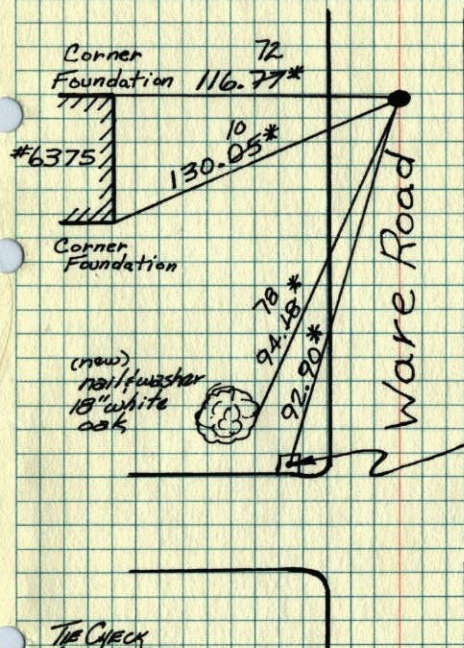 Corner
Foundation
72
116.77*
#6375
10
130.05*
Corner
Foundation
78
94.18*
92.90*
(new)
nail & washer
18" white
oak
Ware Road
TIE CHECK